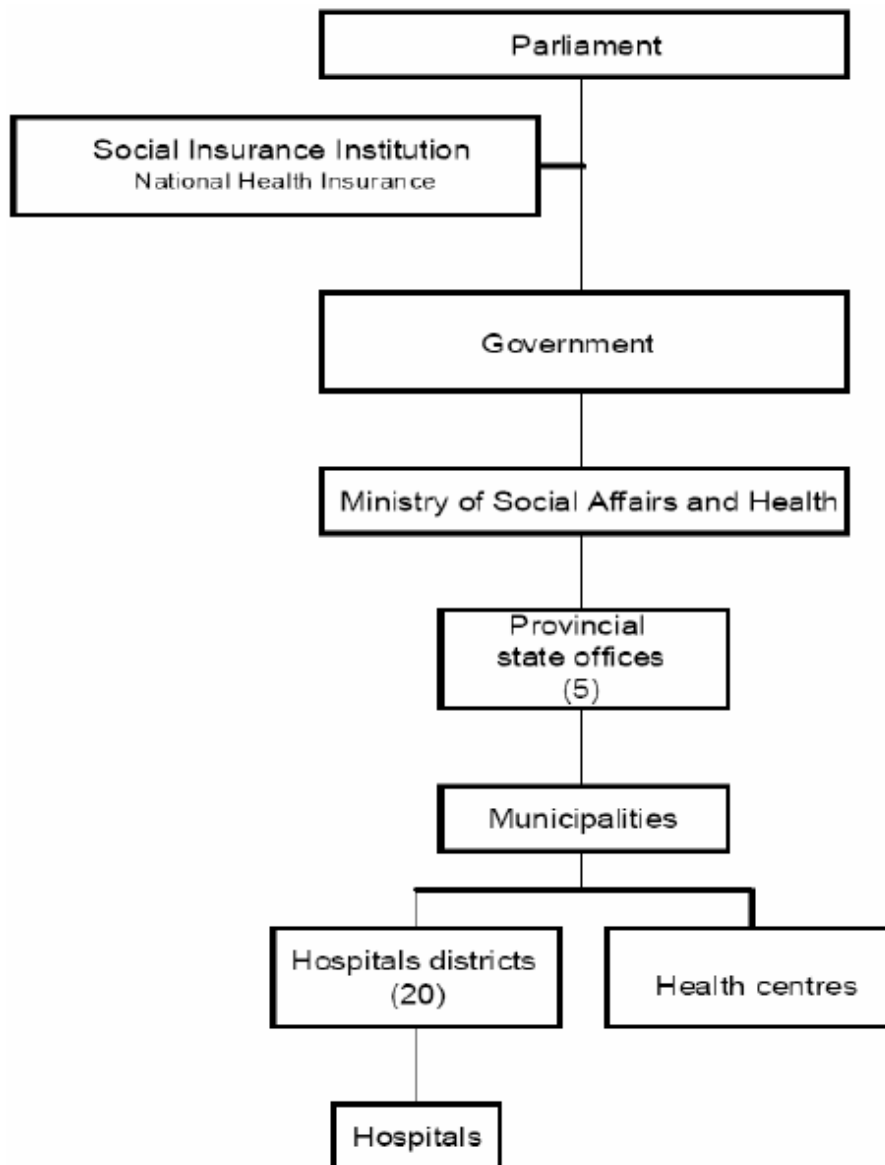 Parliament
Social Insurance Institution
National Health Insurance
Government
Ministry of Social Affairs and Health
Provincial
state offices
(5)
Municipalities
Hospitals districts
(20)
Health centres
Hospitals